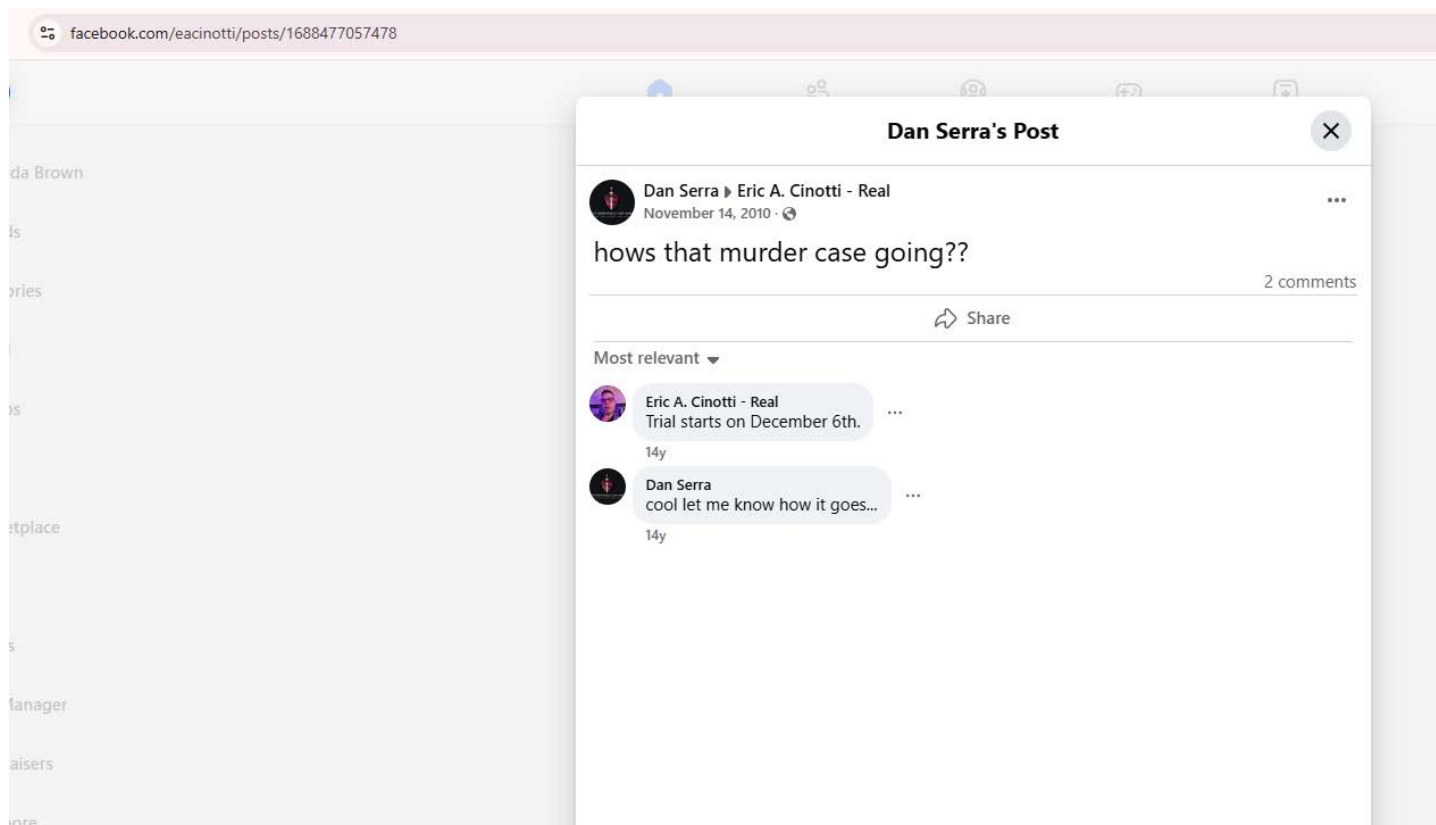 facebook.com/eacinotti/posts/1688477057478
Dan Serra's Post
da Brown
Dan Serra ▸ Eric A. Cinotti - Real
November 14, 2010 ·
hows that murder case going??
2 comments
Share
Most relevant
Eric A. Cinotti - Real
Trial starts on December 6th.
14y
Dan Serra
cool let me know how it goes...
14y
etplace
Manager
aisers